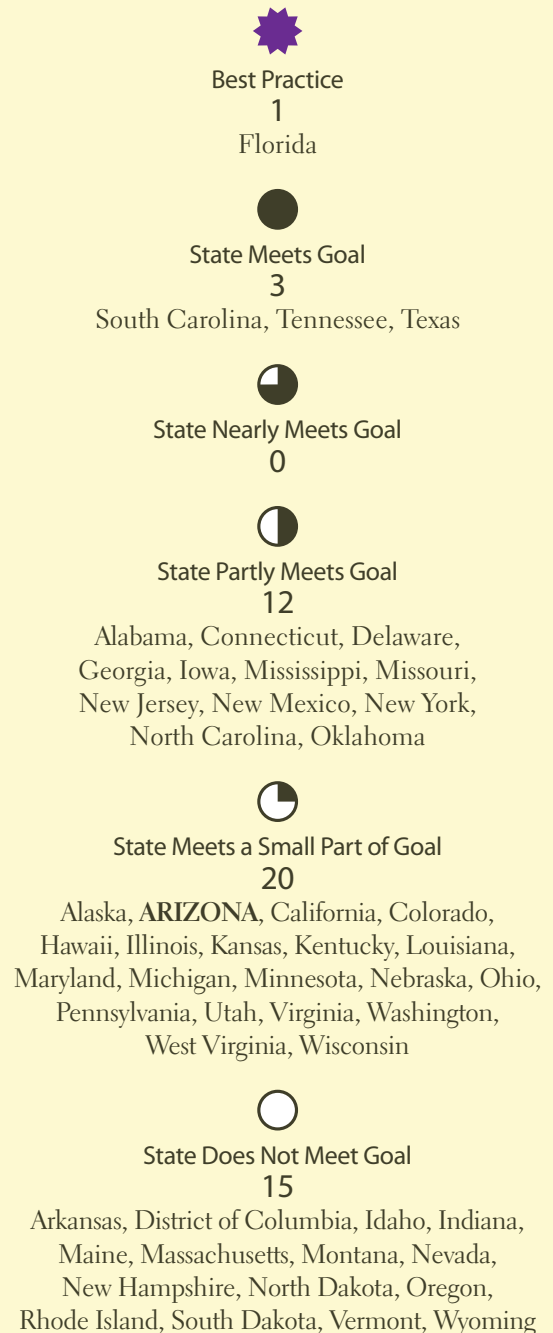 Best Practice
1
Florida
State Meets Goal
3
South Carolina, Tennessee, Texas
State Nearly Meets Goal
0
State Partly Meets Goal
12
Alabama, Connecticut, Delaware,
Georgia, Iowa, Mississippi, Missouri,
New Jersey, New Mexico, New York,
North Carolina, Oklahoma
State Meets a Small Part of Goal
20
Alaska, ARIZONA, California, Colorado,
Hawaii, Illinois, Kansas, Kentucky, Louisiana,
Maryland, Michigan, Minnesota, Nebraska, Ohio,
Pennsylvania, Utah, Virginia, Washington,
West Virginia, Wisconsin
State Does Not Meet Goal
15
Arkansas, District of Columbia, Idaho, Indiana,
Maine, Massachusetts, Montana, Nevada,
New Hampshire, North Dakota, Oregon,
Rhode Island, South Dakota, Vermont, Wyoming